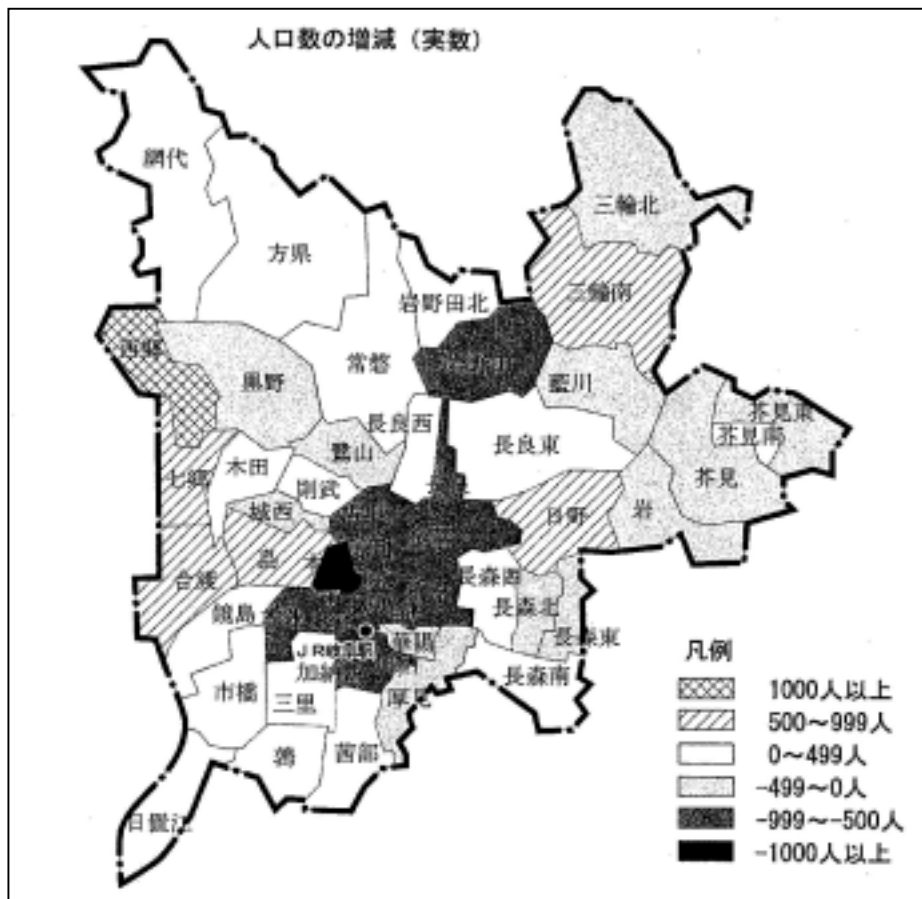 人口数の増減（実数）
網代
三輪北
方県
岩野田北
三輪南
西郷
常磐
黒野
藍川
長良西
芥見東
鷺山
長良東
芥見南
七郷
木田
則武
芥見
城西
日野
岩
島
合渡
長森西
鏡島
長森北
華陽
長森東
JR岐阜駅
加納
長森南
市橋
三里
厚見
鶉
茜部
日置江
凡例
1000人以上
500～999人
0～499人
-499～0人
-999～-500人
-1000人以上